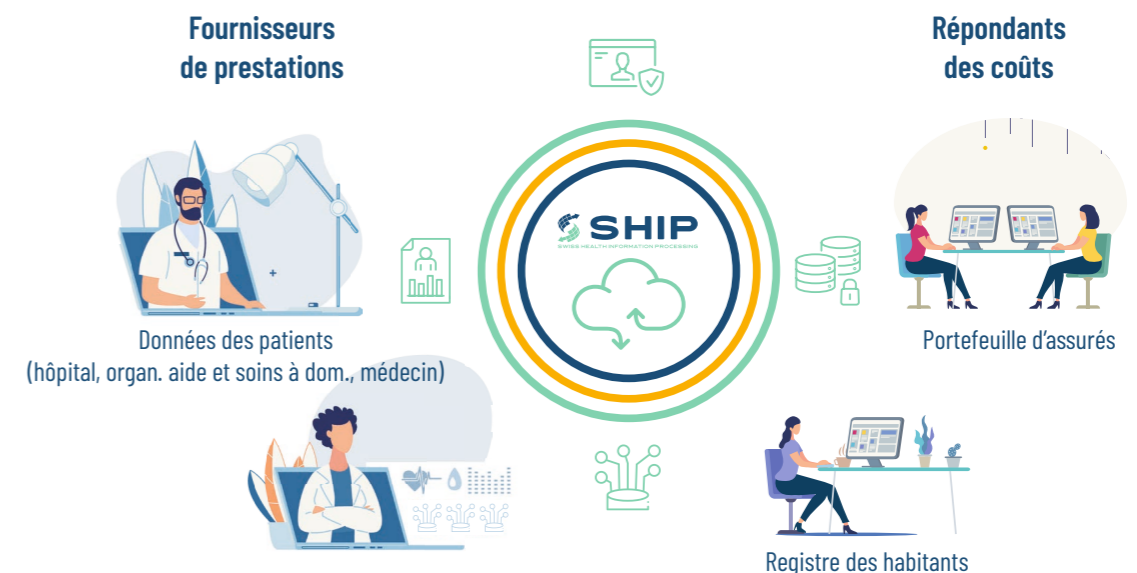 Fournisseurs
de prestations
Répondants
des coûts
SHIP
SWISS HEALTH INFORMATION PROCESSING
Données des patients
(hôpital, organ. aide et soins à dom., médecin)
Portefeuille d’assurés
Registre des habitants